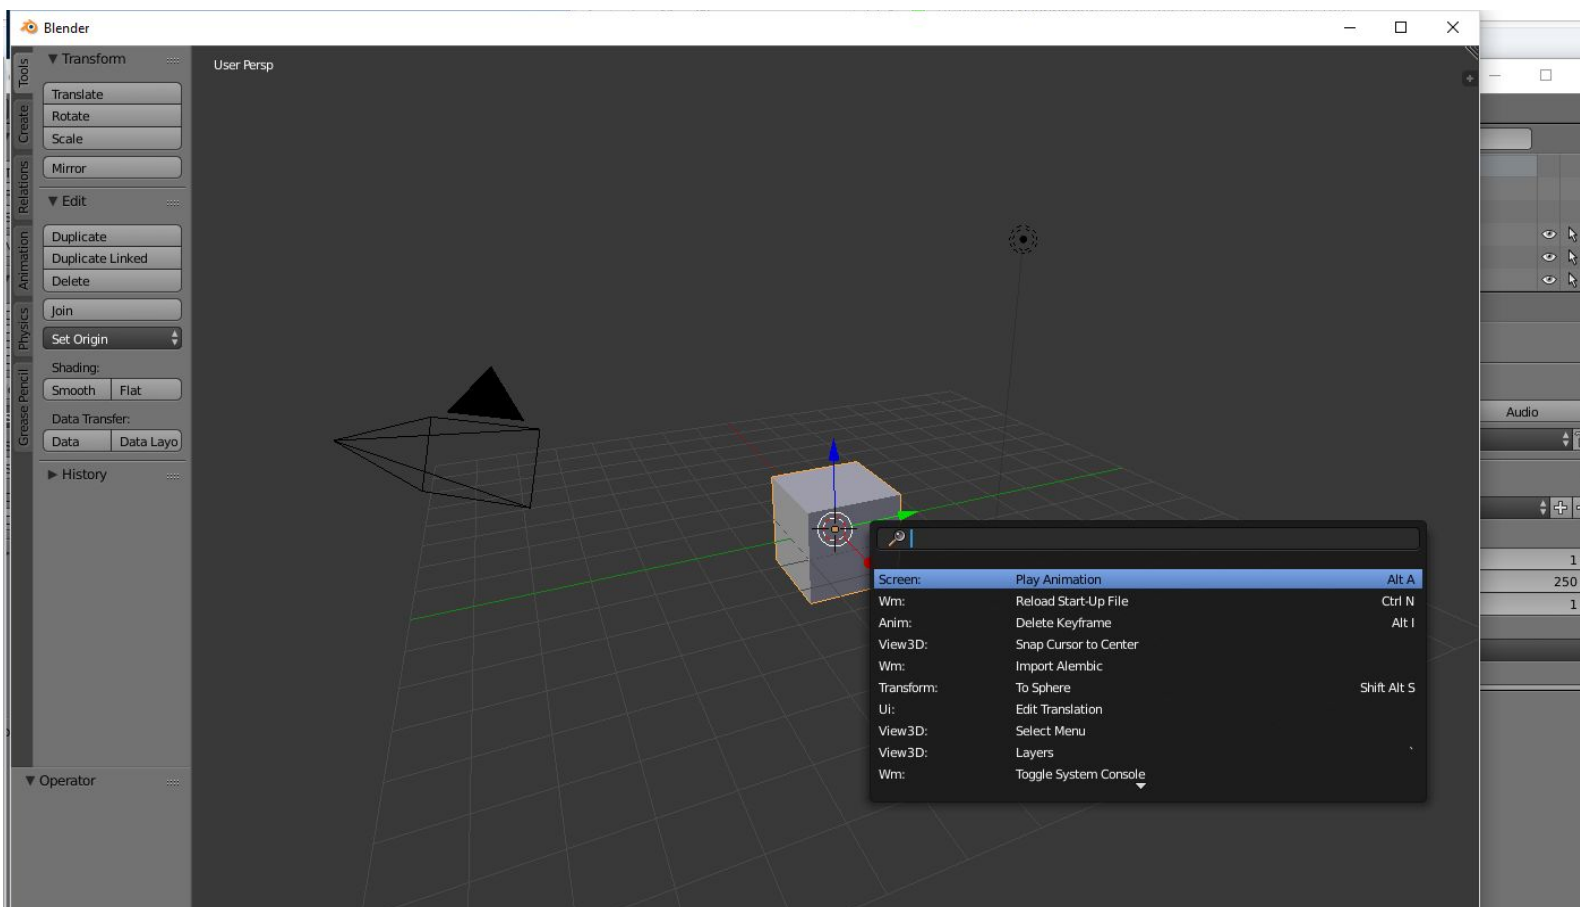 Blender
Tools
Create
Relations
Animation
Physics
Grease Pencil
▼ Transform
Translate
Rotate
Scale
Mirror
▼ Edit
Duplicate
Duplicate Linked
Delete
Join
Set Origin
Shading:
Smooth Flat
Data Transfer:
Data Data Layo
▶ History
▼ Operator
User Persp
Screen: Play Animation Alt A
Wm: Reload Start-Up File Ctrl N
Anim: Delete Keyframe Alt I
View3D: Snap Cursor to Center
Wm: Import Alembic
Transform: To Sphere Shift Alt S
Ui: Edit Translation
View3D: Select Menu
View3D: Layers `
Wm: Toggle System Console
Audio
1
250
1